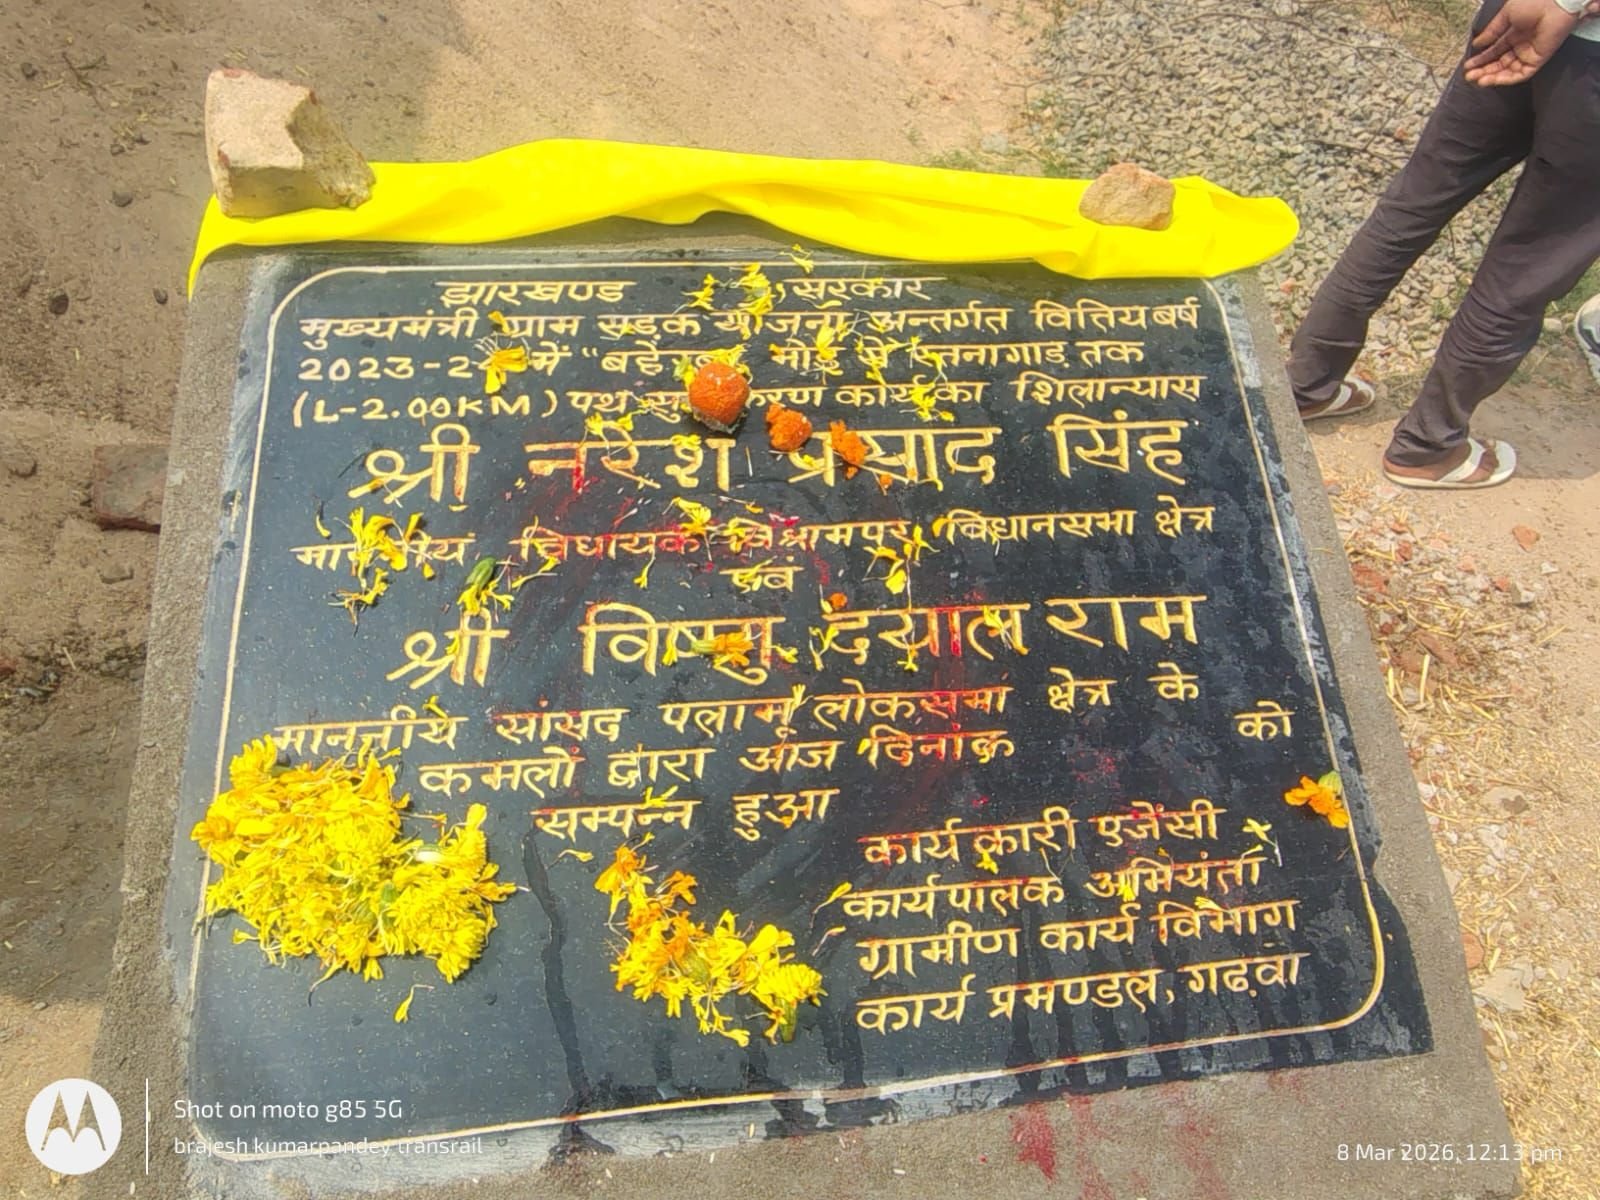 झारखण्ड सरकार
मुख्यमंत्री ग्राम सड़क योजना अन्तर्गत वित्तिय बर्ष
2023-2 में "बहे मोड़ से तक
(L-2.00KM) पथ कार्य का शिलान्यास
श्री नरेश प्रसाद सिंह
माननीय विधायक विश्रामपुर विधानसभा क्षेत्र
एवं
श्री विष्णु दयाल राम
माननीय सांसद पलामू लोकसभा क्षेत्र के
कमलों द्वारा आज दिनांक को
सम्पन्न हुआ
कार्यकारी एजेंसी
कार्यपालक अभियंता
ग्रामीण कार्य विभाग
कार्य प्रमण्डल, गढ़वा
Shot on moto g85 5G
brajesh kumarpandey transrail
8 Mar 2026, 12:13 pm